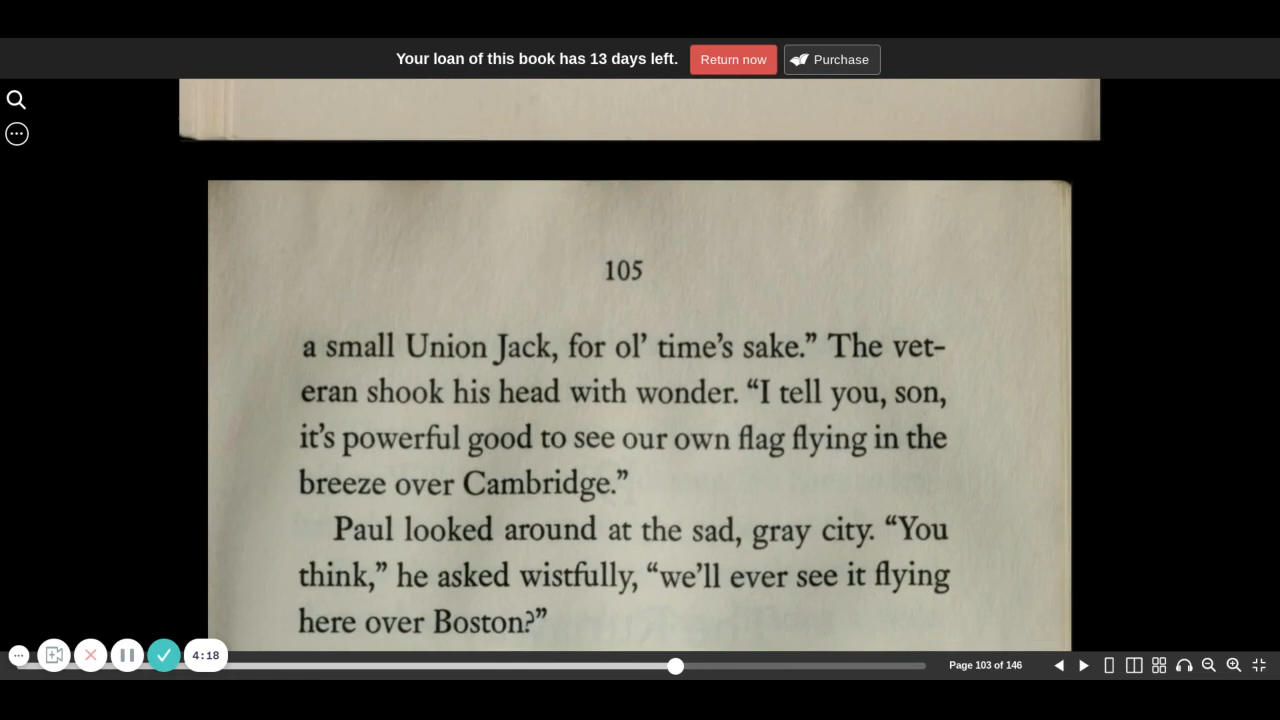 Your loan of this book has 13 days left. Return now Purchase
105
a small Union Jack, for ol’ time’s sake.” The vet-
eran shook his head with wonder. “I tell you, son,
it’s powerful good to see our own flag flying in the
breeze over Cambridge.”
Paul looked around at the sad, gray city. “You
think,” he asked wistfully, “we’ll ever see it flying
here over Boston?”
4:18
Page 103 of 146